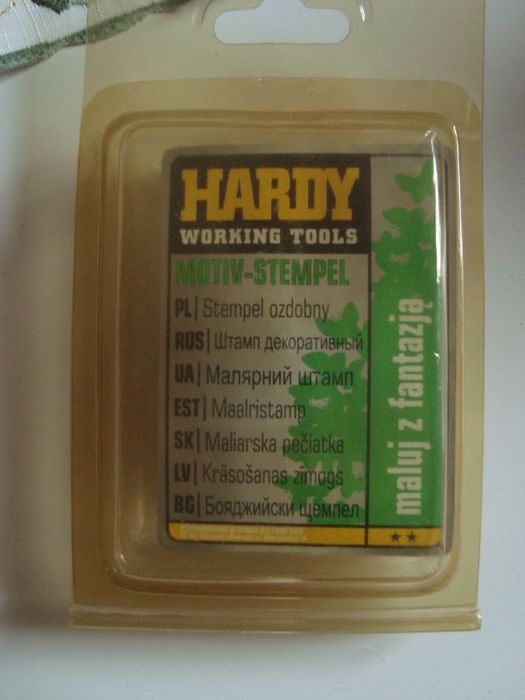 HARDY
WORKING TOOLS
MOTIV-STEMPEL
PL| Stempel ozdobny
RUS| Штамп декоративный
UA| Малярний штамп
EST| Maalristamp
SK| Maliarska pečiatka
LV| Krāsošanas zīmogs
BG| Бояджийски щемпел
maluj z fantazją